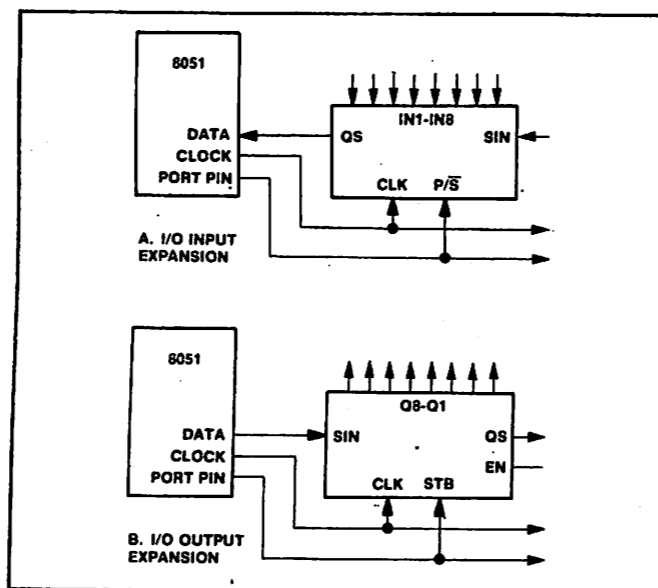 8051
IN1-IN8
DATA
QS
SIN
CLOCK
PORT PIN
CLK P/S̅
A. I/O INPUT
EXPANSION
8051
Q8-Q1
DATA
SIN
QS
CLOCK
EN
PORT PIN
CLK STB
B. I/O OUTPUT
EXPANSION